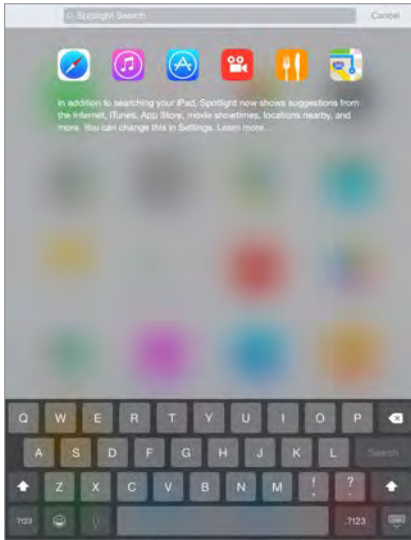 Spotlight Search
Cancel
In addition to searching your iPad, Spotlight now shows suggestions from
the Internet, iTunes, App Store, movie showtimes, locations nearby, and
more. You can change this in Settings. Learn more...
Q W E R T Y U I O P
A S D F G H J K L Search
Z X C V B N M ! , ? .
.?123 .?123